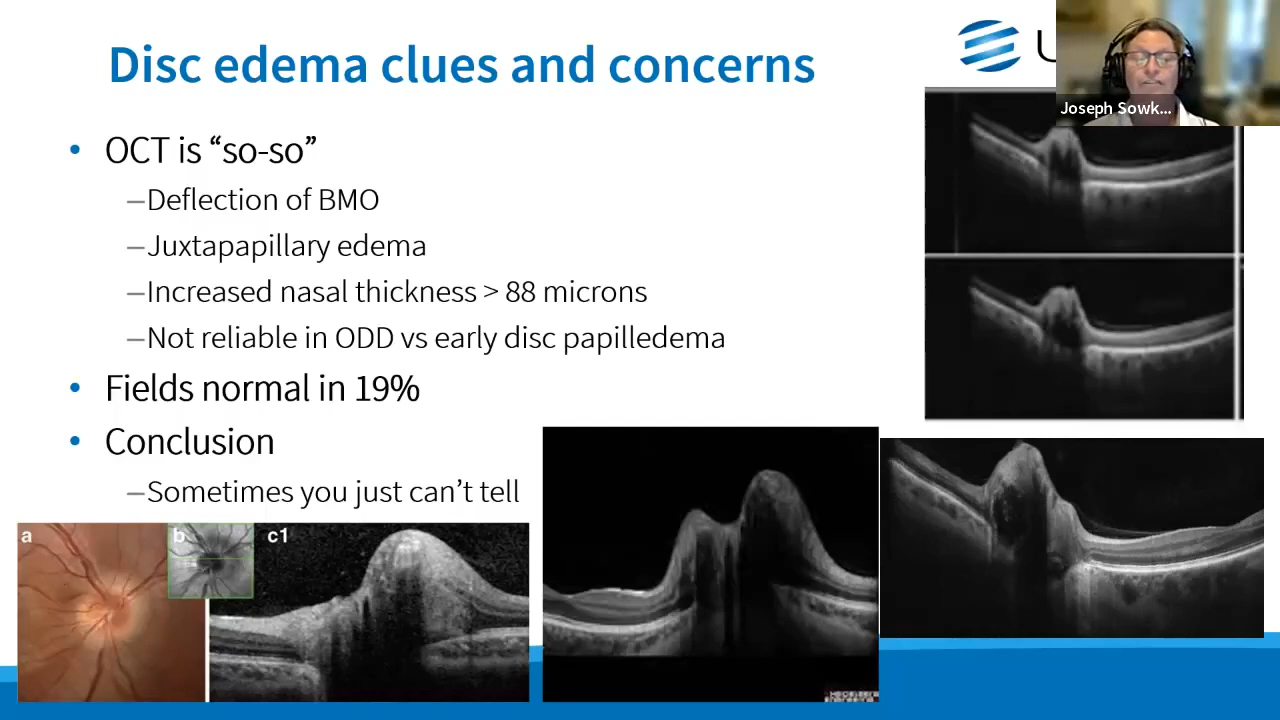 Disc edema clues and concerns
U
Joseph Sowk...
• OCT is “so-so”
–Deflection of BMO
–Juxtapapillary edema
–Increased nasal thickness > 88 microns
–Not reliable in ODD vs early disc papilledema
• Fields normal in 19%
• Conclusion
–Sometimes you just can’t tell
a
b
c1